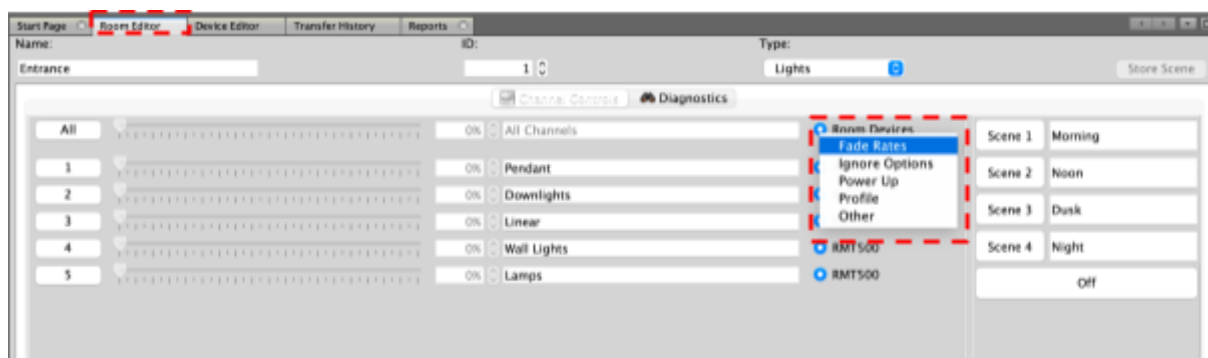 Start Page Room Editor Device Editor Transfer History Reports
Name: ID: Type:
Entrance 1 Lights Store Scene
Channel Controls Diagnostics
All 0% All Channels Room Devices Scene 1 Morning
Fade Rates
1 0% Pendant Ignore Options Scene 2 Noon
Power Up
2 0% Downlights Profile
3 0% Linear Other Scene 3 Dusk
4 0% Wall Lights RMT500 Scene 4 Night
5 0% Lamps RMT500 Off